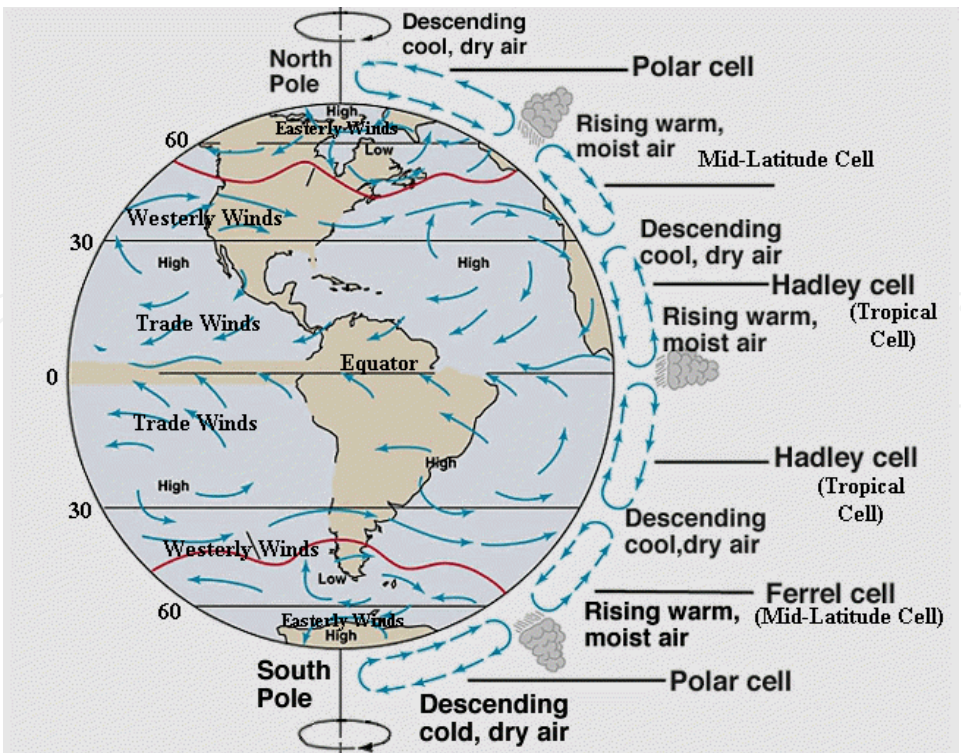 Descending
cool, dry air
North
Pole
Polar cell
High
Easterly Winds
60
Low
Rising warm,
moist air
Mid-Latitude Cell
Westerly Winds
30
High
High
Descending
cool, dry air
Hadley cell
(Tropical
Cell)
Trade Winds
Rising warm,
moist air
Equator
0
Trade Winds
High
Hadley cell
(Tropical
Cell)
High
30
Descending
cool,dry air
Westerly Winds
Low
Ferrel cell
(Mid-Latitude Cell)
60
Rising warm,
moist air
Easterly Winds
High
South
Pole
Polar cell
Descending
cold, dry air